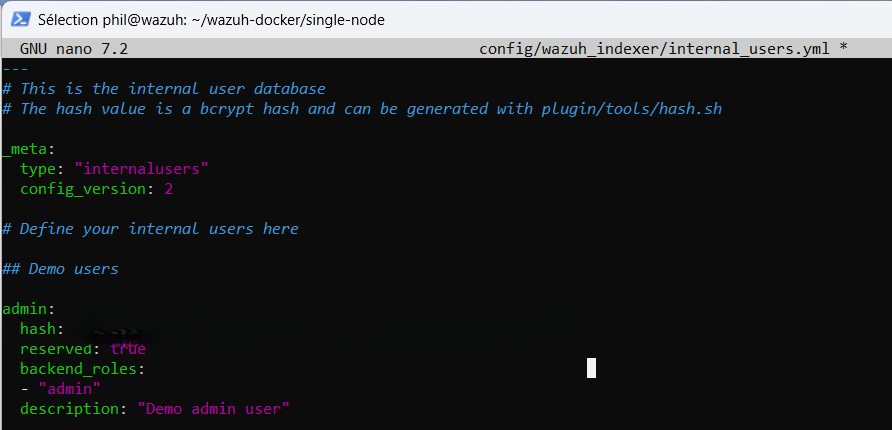 Sélection phil@wazuh: ~/wazuh-docker/single-node
GNU nano 7.2 config/wazuh_indexer/internal_users.yml *
---
# This is the internal user database
# The hash value is a bcrypt hash and can be generated with plugin/tools/hash.sh
_meta:
type: "internalusers"
config_version: 2
# Define your internal users here
## Demo users
admin:
hash:
reserved: true
backend_roles:
- "admin"
description: "Demo admin user"